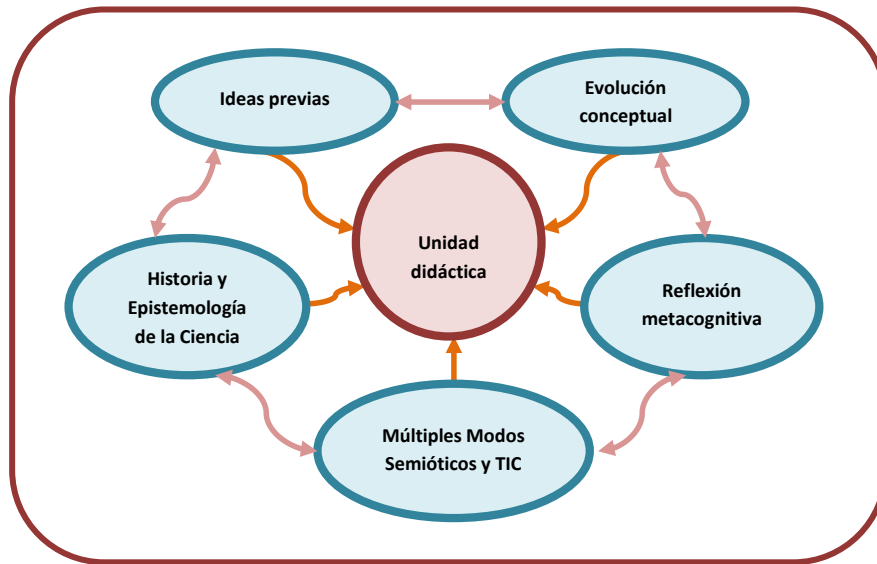 Ideas previas
Evolución
conceptual
Unidad
didáctica
Historia y
Epistemología
de la Ciencia
Reflexión
metacognitiva
Múltiples Modos
Semióticos y TIC